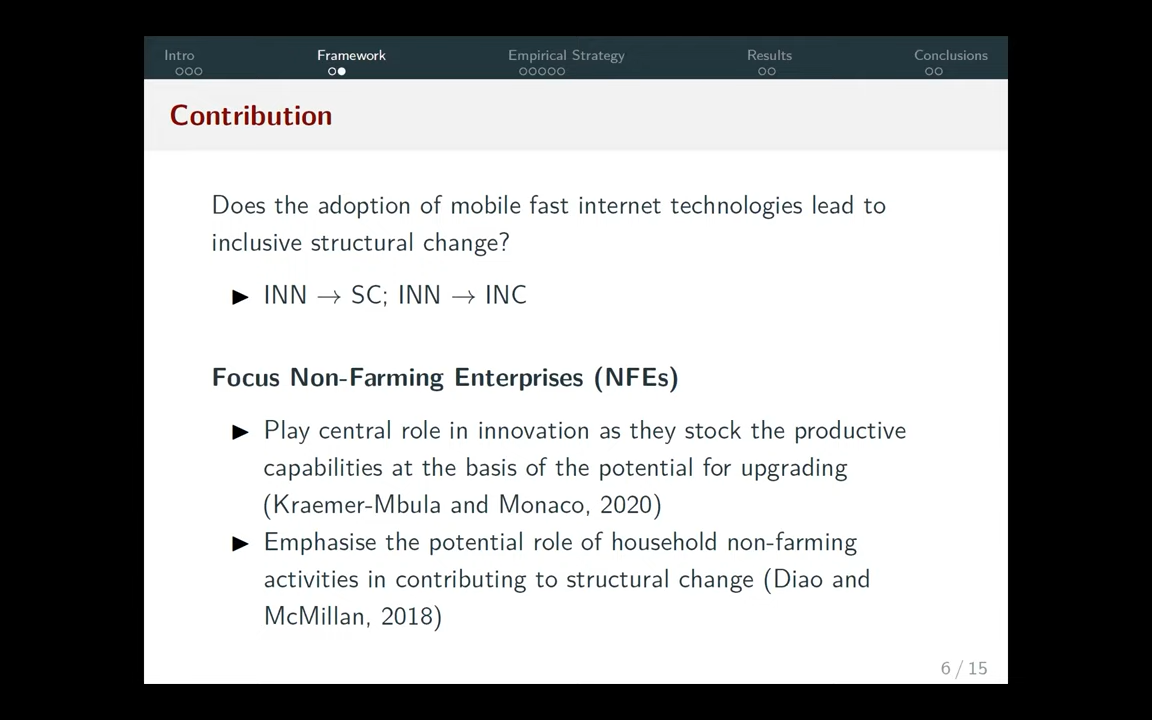 Intro Framework Empirical Strategy Results Conclusions
Contribution
Does the adoption of mobile fast internet technologies lead to
inclusive structural change?
▶ INN → SC; INN → INC
Focus Non-Farming Enterprises (NFEs)
▶ Play central role in innovation as they stock the productive
capabilities at the basis of the potential for upgrading
(Kraemer-Mbula and Monaco, 2020)
▶ Emphasise the potential role of household non-farming
activities in contributing to structural change (Diao and
McMillan, 2018)
6 / 15